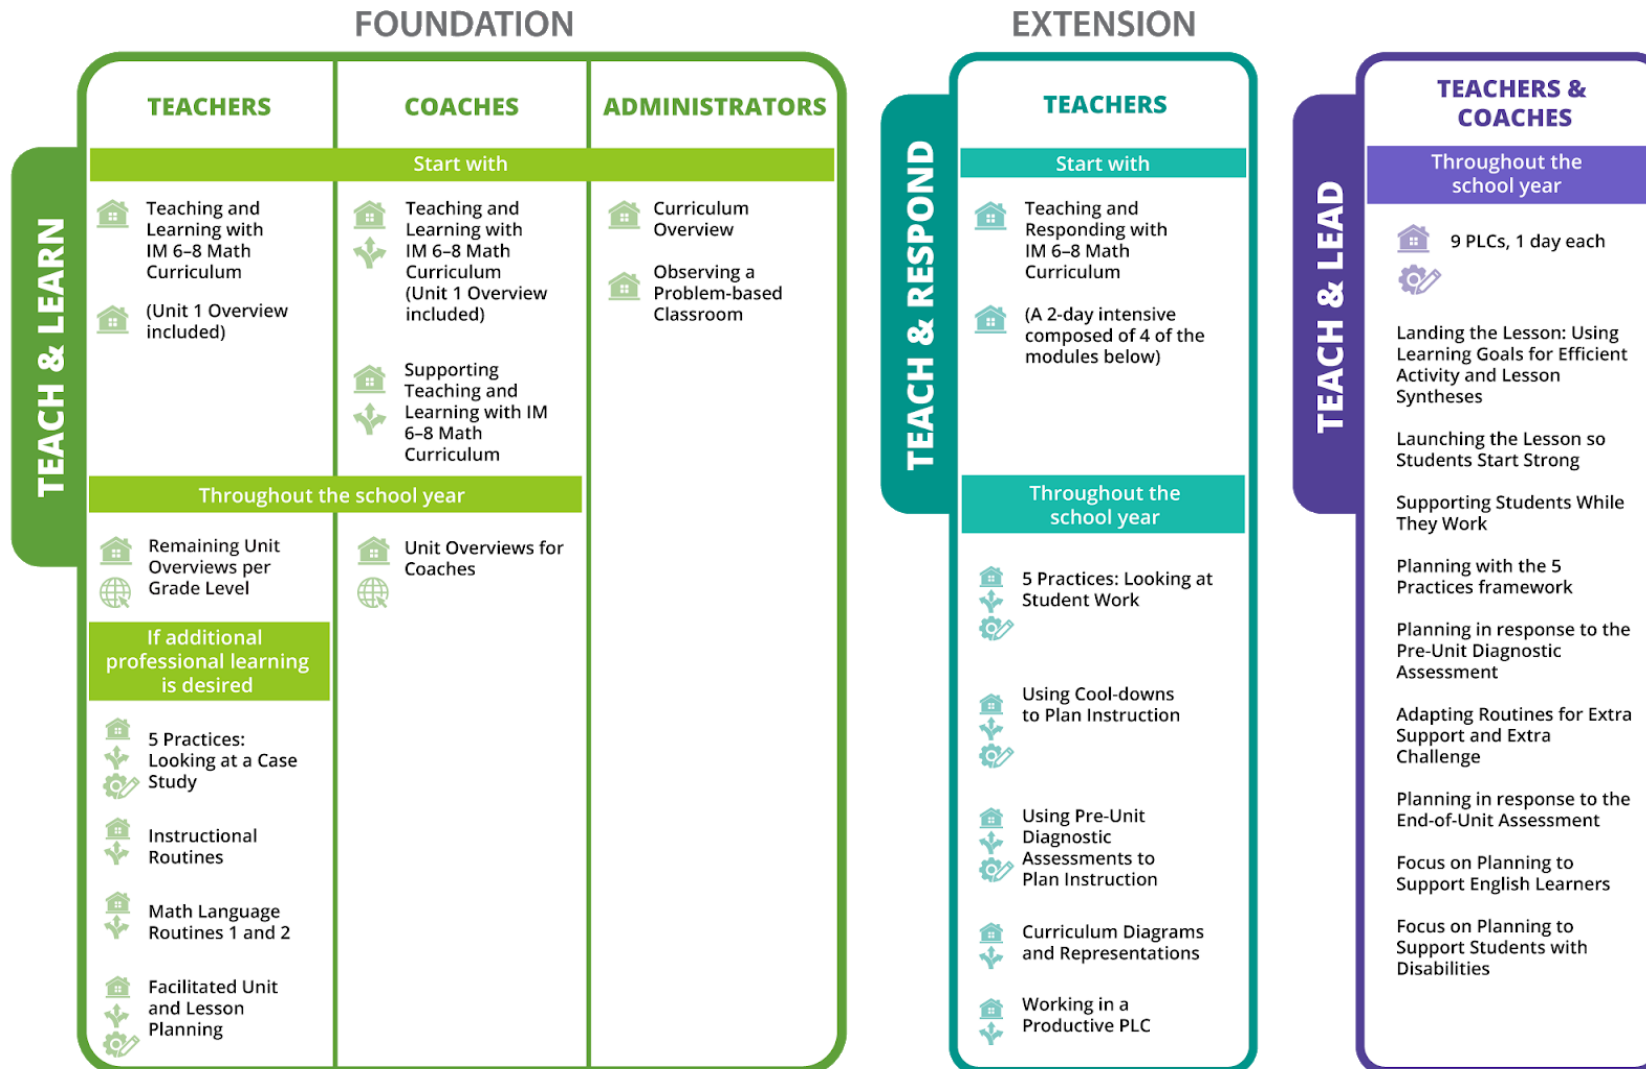 FOUNDATION
TEACH & LEARN
TEACHERS
COACHES
ADMINISTRATORS
Start with
Teaching and
Learning with
IM 6–8 Math
Curriculum
(Unit 1 Overview
included)
Teaching and
Learning with
IM 6–8 Math
Curriculum
(Unit 1 Overview
included)
Supporting
Teaching and
Learning with IM
6–8 Math
Curriculum
Curriculum
Overview
Observing a
Problem-based
Classroom
Throughout the school year
Remaining Unit
Overviews per
Grade Level
Unit Overviews for
Coaches
If additional
professional learning
is desired
5 Practices:
Looking at a Case
Study
Instructional
Routines
Math Language
Routines 1 and 2
Facilitated Unit
and Lesson
Planning
EXTENSION
TEACH & RESPOND
TEACHERS
Start with
Teaching and
Responding with
IM 6–8 Math
Curriculum
(A 2-day intensive
composed of 4 of the
modules below)
Throughout the
school year
5 Practices: Looking at
Student Work
Using Cool-downs
to Plan Instruction
Using Pre-Unit
Diagnostic
Assessments to
Plan Instruction
Curriculum Diagrams
and Representations
Working in a
Productive PLC
TEACH & LEAD
TEACHERS &
COACHES
Throughout the
school year
9 PLCs, 1 day each
Landing the Lesson: Using
Learning Goals for Efficient
Activity and Lesson
Syntheses
Launching the Lesson so
Students Start Strong
Supporting Students While
They Work
Planning with the 5
Practices framework
Planning in response to the
Pre-Unit Diagnostic
Assessment
Adapting Routines for Extra
Support and Extra
Challenge
Planning in response to the
End-of-Unit Assessment
Focus on Planning to
Support English Learners
Focus on Planning to
Support Students with
Disabilities